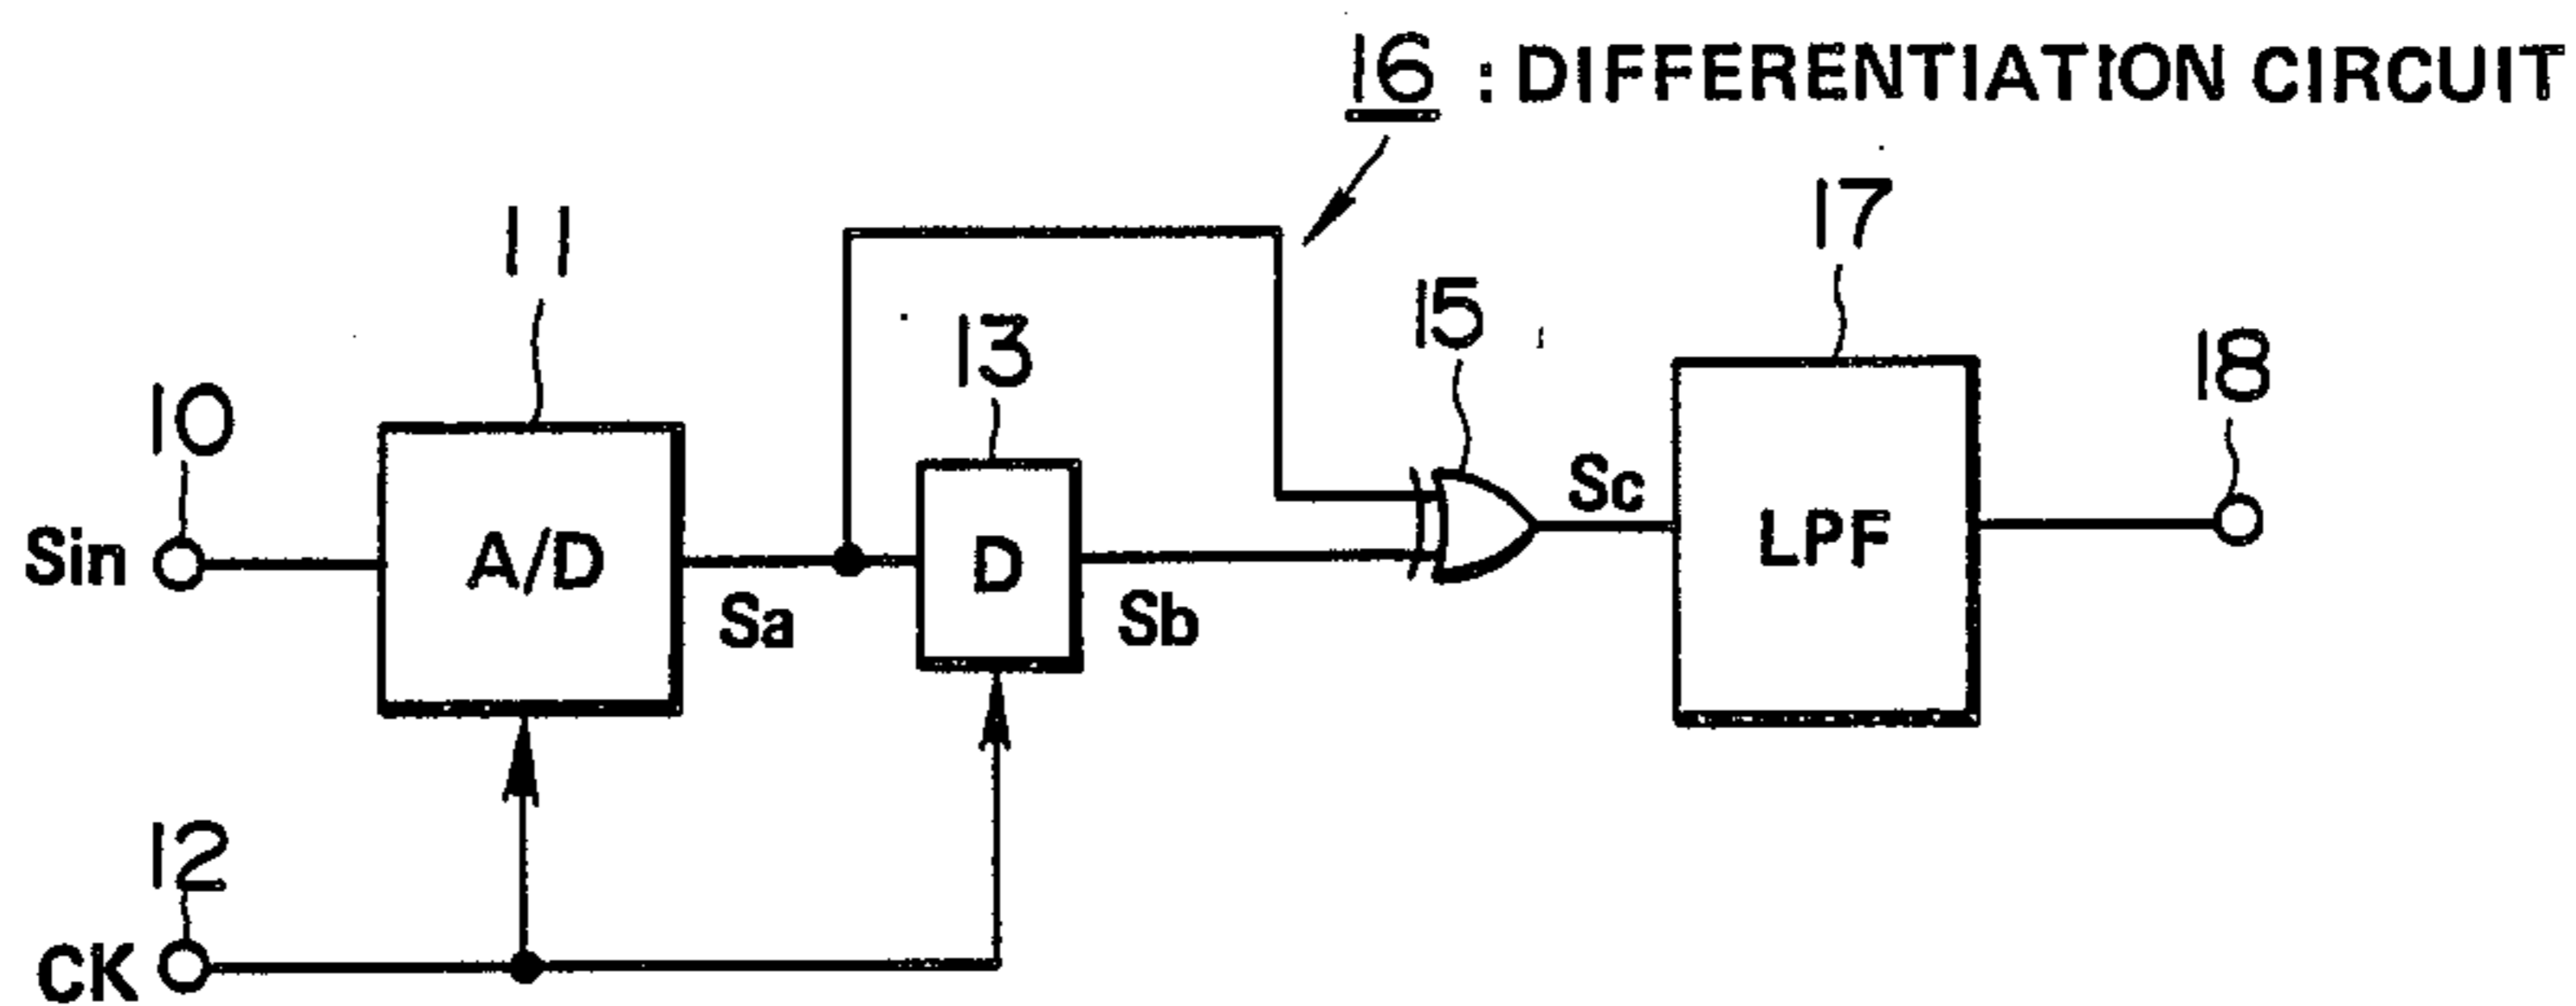 16 : DIFFERENTIATION CIRCUIT
11
17
13
15
10
18
Sin
A/D
Sa
D
Sb
Sc
LPF
12
CK